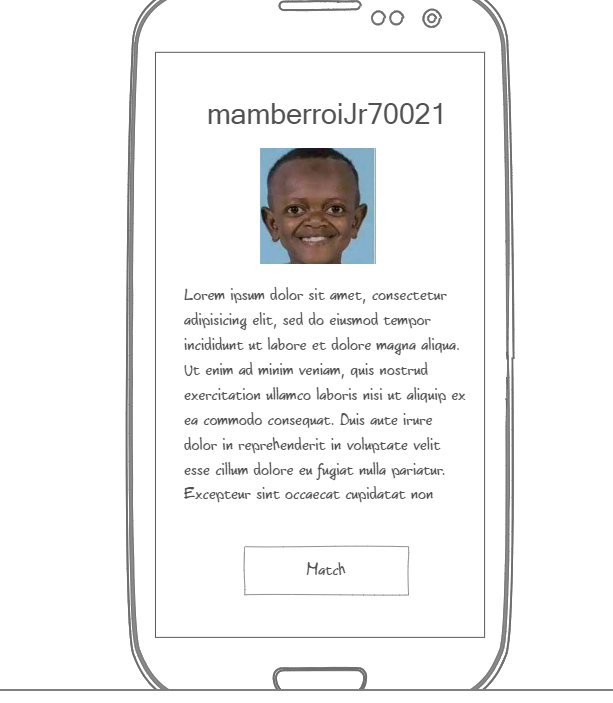 mamberroiJr70021
Lorem ipsum dolor sit amet, consectetur
adipisicing elit, sed do eiusmod tempor
incididunt ut labore et dolore magna aliqua.
Ut enim ad minim veniam, quis nostrud
exercitation ullamco laboris nisi ut aliquip ex
ea commodo consequat. Duis aute irure
dolor in reprehenderit in voluptate velit
esse cillum dolore eu fugiat nulla pariatur.
Excepteur sint occaecat cupidatat non
Match